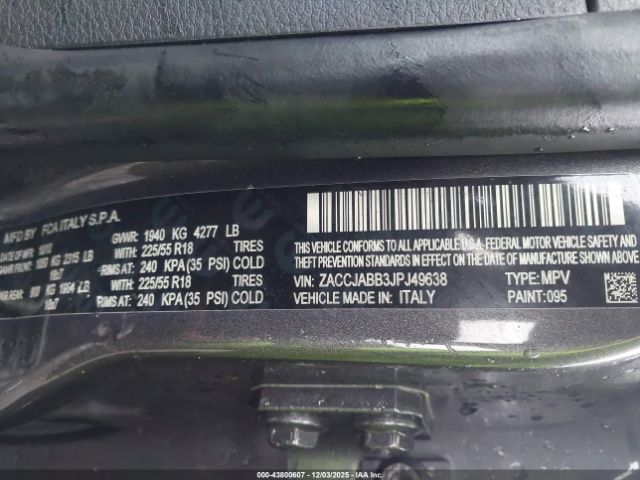 MFD BY FCA ITALY S.P.A.
GVWR: 1940 KG 4277 LB
WITH: 225/55 R18 TIRES
RIMS AT: 240 KPA (35 PSI) COLD
WITH: 225/55 R18 TIRES
RIMS AT: 240 KPA (35 PSI) COLD
THIS VEHICLE CONFORMS TO ALL APPLICABLE U.S.A. FEDERAL MOTOR VEHICLE SAFETY, BUMPER AND
THEFT PREVENTION STANDARDS IN EFFECT ON THE DATE OF MANUFACTURE SHOWN ABOVE.
VIN: ZACCJABB3JPJ49638 TYPE: MPV
VEHICLE MADE IN: ITALY PAINT: 095
000-43800607 - 12/03/2025 - IAAI.COM